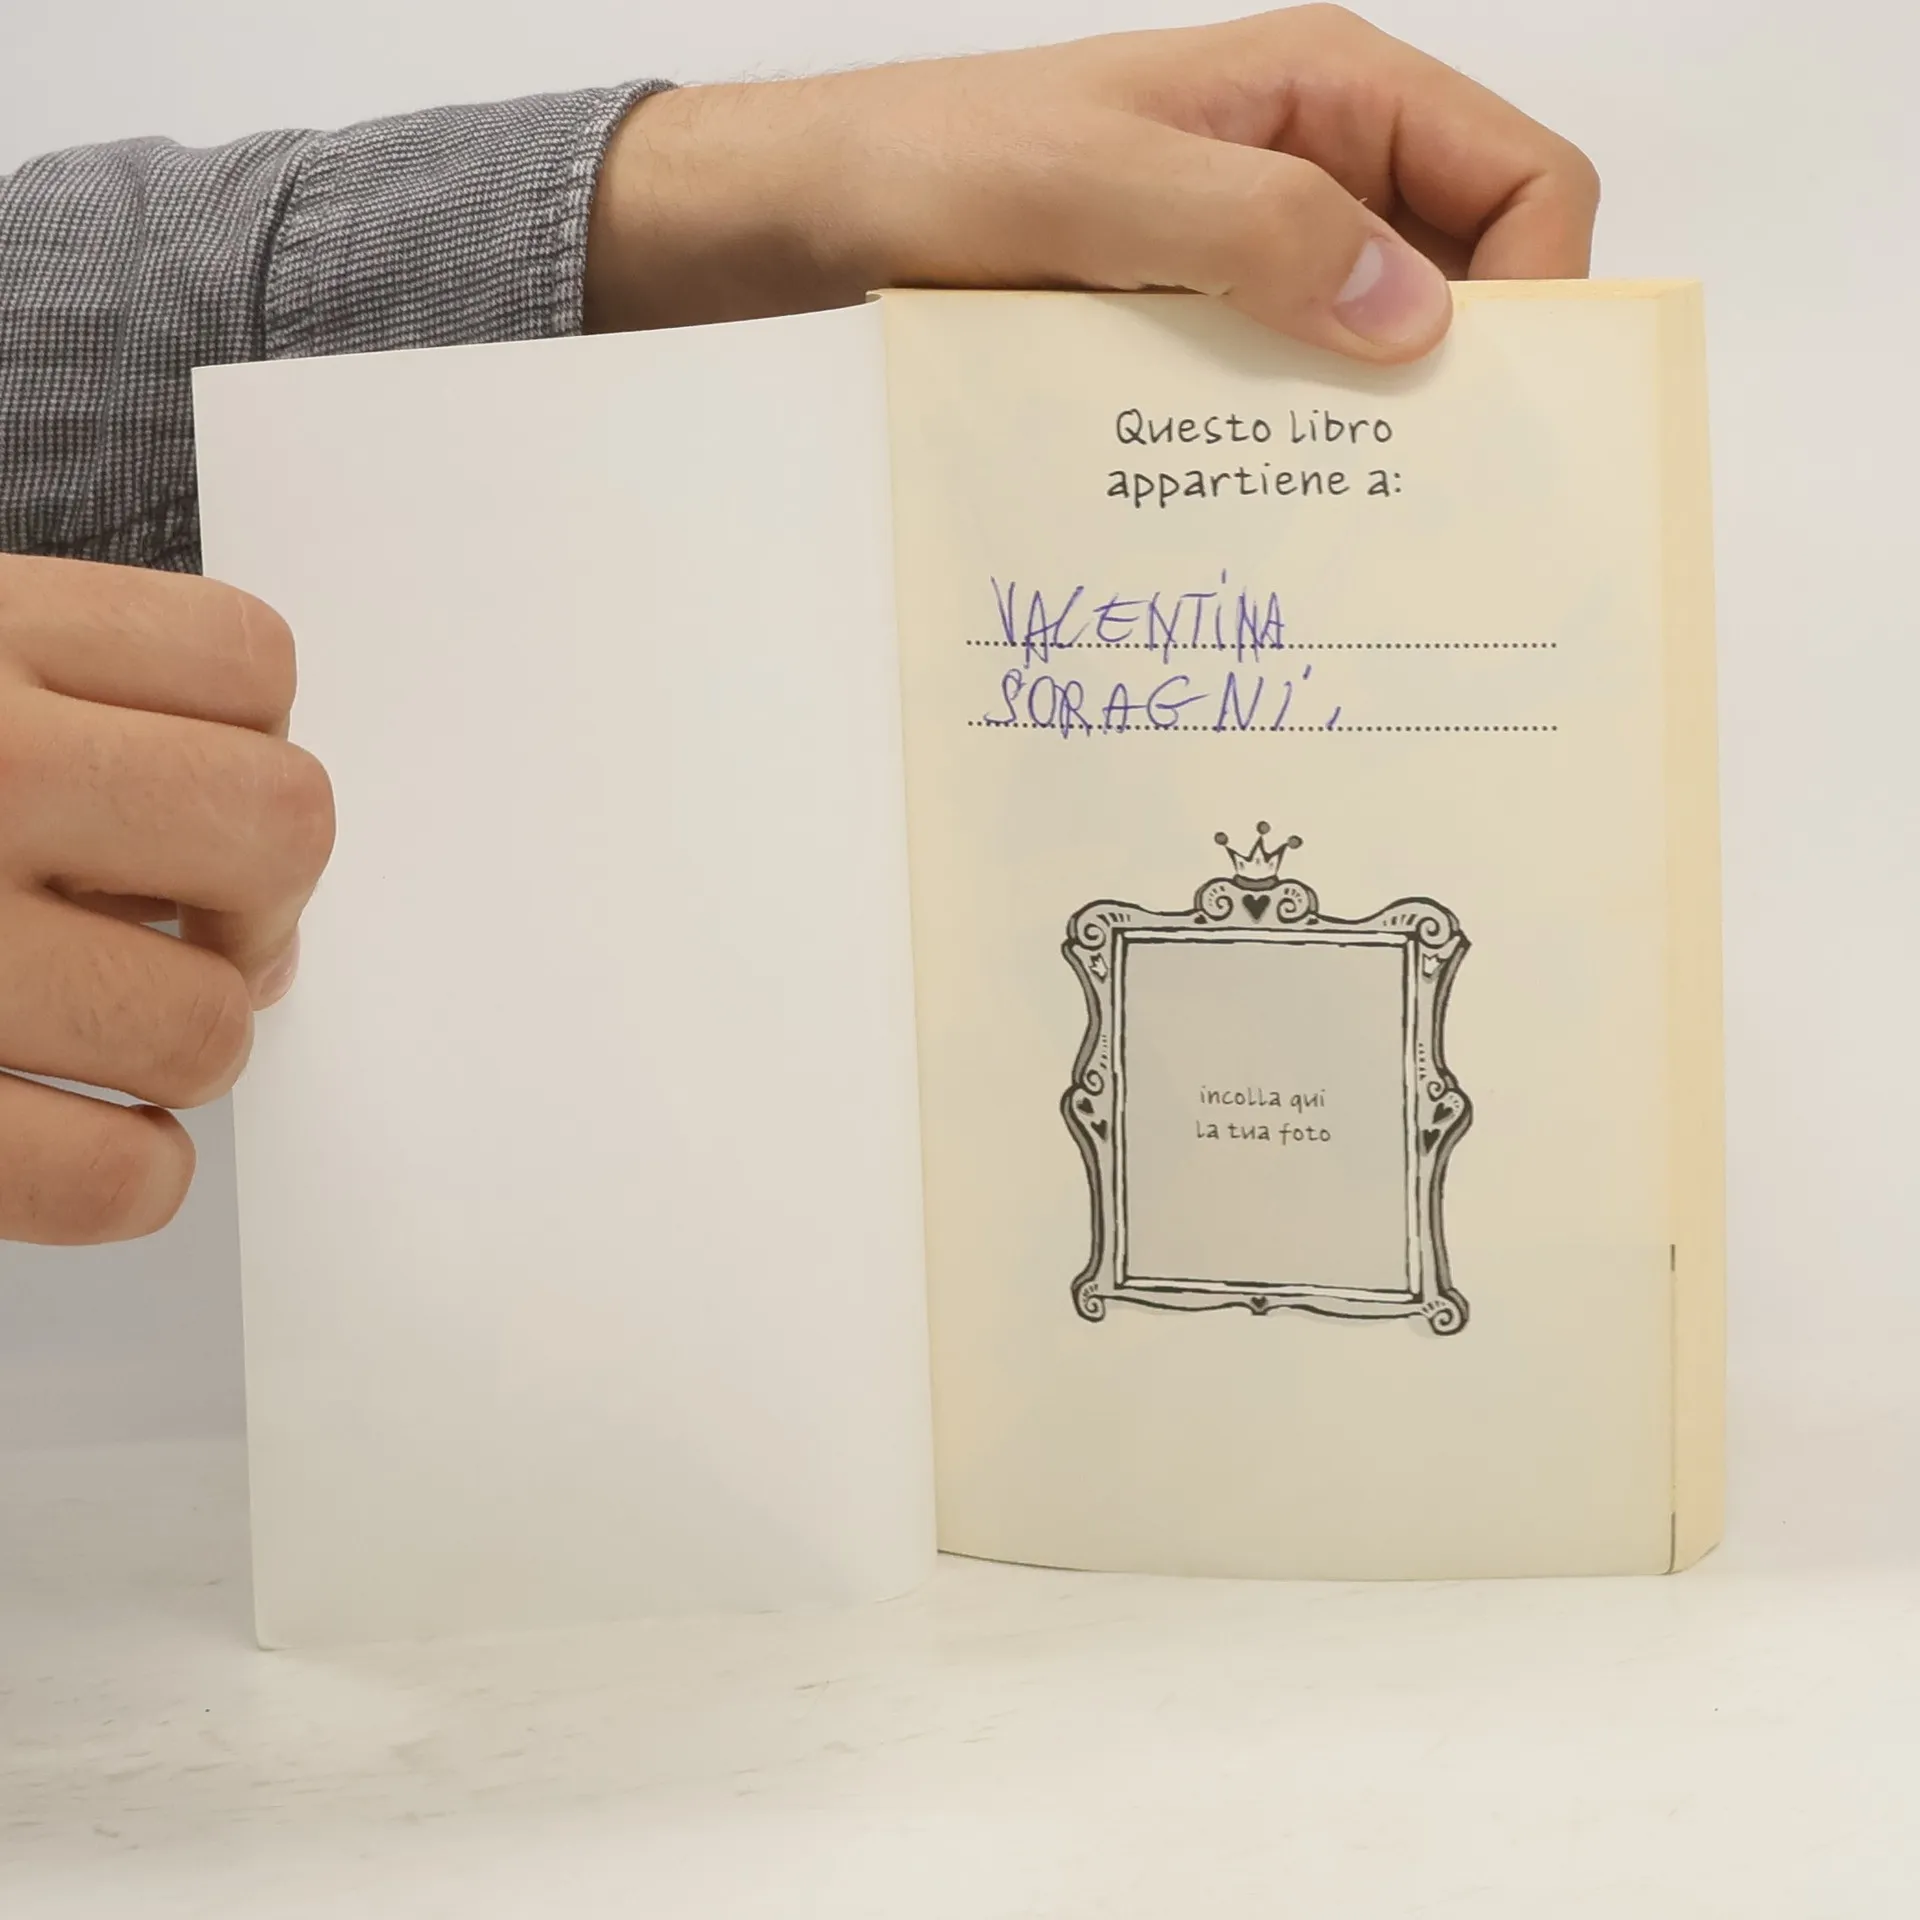 Questo libro
appartiene a:
VALENTINA
SORAGNI
incolla qui
la tua foto